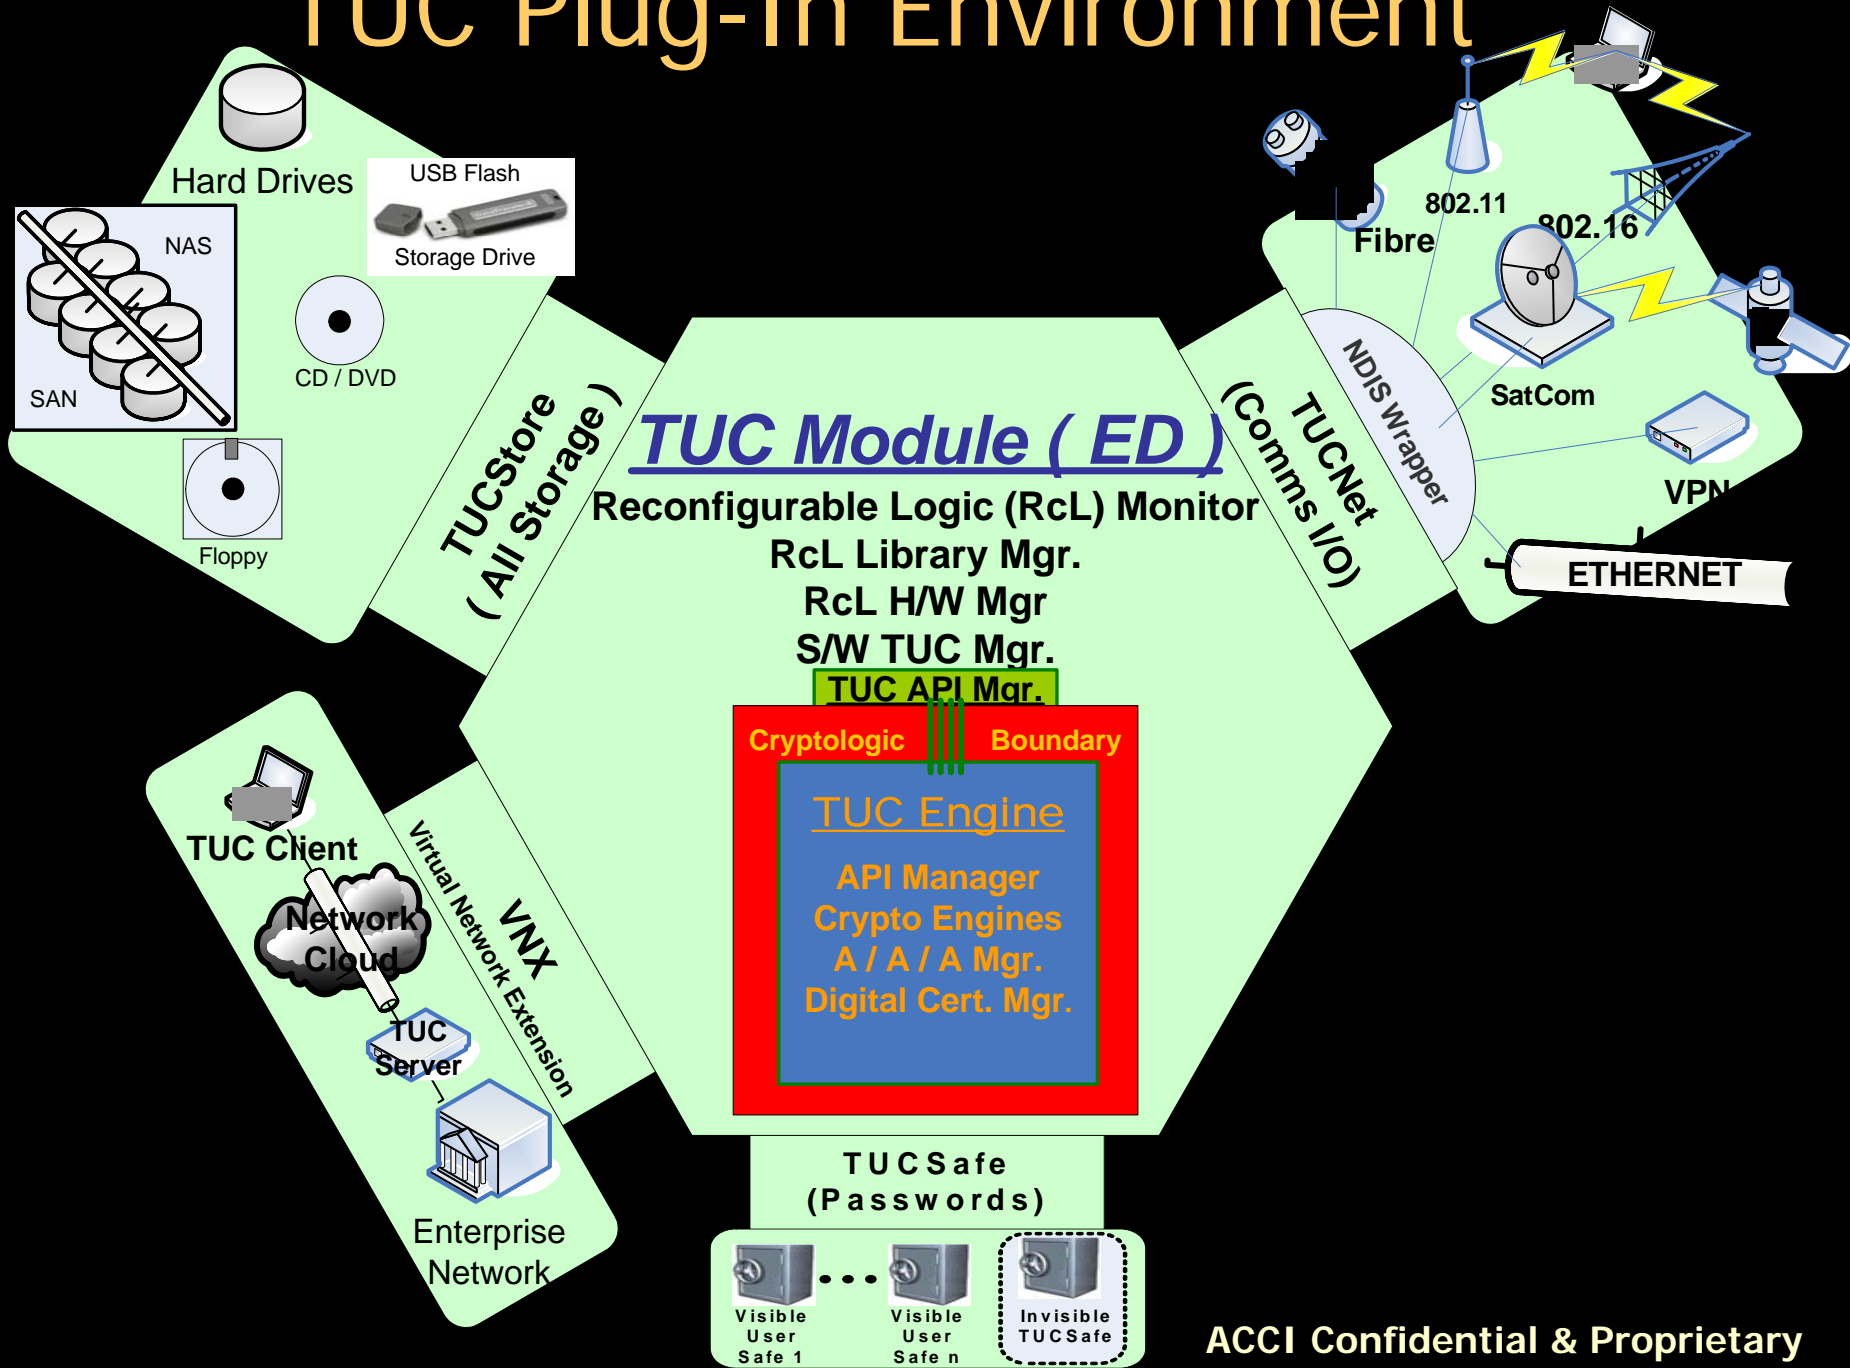 TUC Plug-In Environment
Hard Drives
USB Flash
Storage Drive
NAS
SAN
CD / DVD
Floppy
TUCStore
( All Storage )
802.11
802.16
Fibre
SatCom
VPN
ETHERNET
NDIS Wrapper
TUCNet
(Comms I/O)
TUC Module ( ED )
Reconfigurable Logic (RcL) Monitor
RcL Library Mgr.
RcL H/W Mgr
S/W TUC Mgr.
TUC API Mgr.
Cryptologic Boundary
TUC Engine
API Manager
Crypto Engines
A / A / A Mgr.
Digital Cert. Mgr.
TUC Client
Network
Cloud
TUC
Server
Enterprise
Network
VNX
Virtual Network Extension
TUCSafe
(Passwords)
Visible
User
Safe 1
Visible
User
Safe n
Invisible
TUCSafe
ACCI Confidential & Proprietary